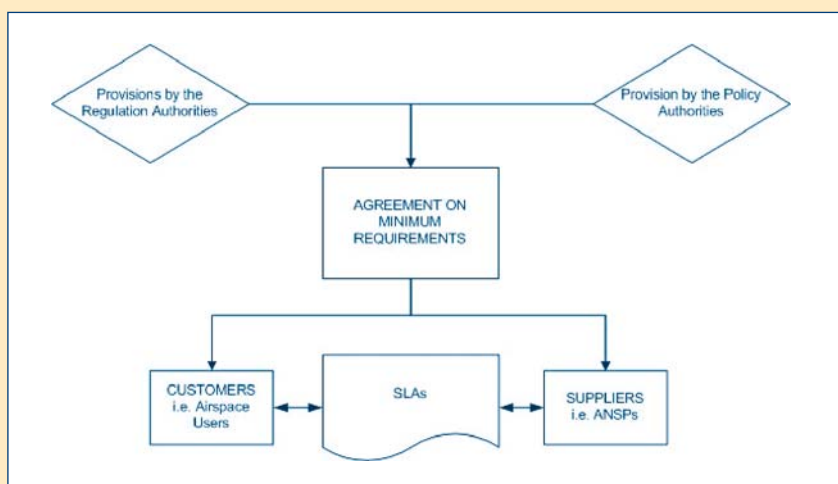 Provisions by the
Regulation Authorities
Provision by the Policy
Authorities
AGREEMENT ON
MINIMUM
REQUIREMENTS
CUSTOMERS
i.e. Airspace
Users
SLAs
SUPPLIERS
i.e. ANSPs